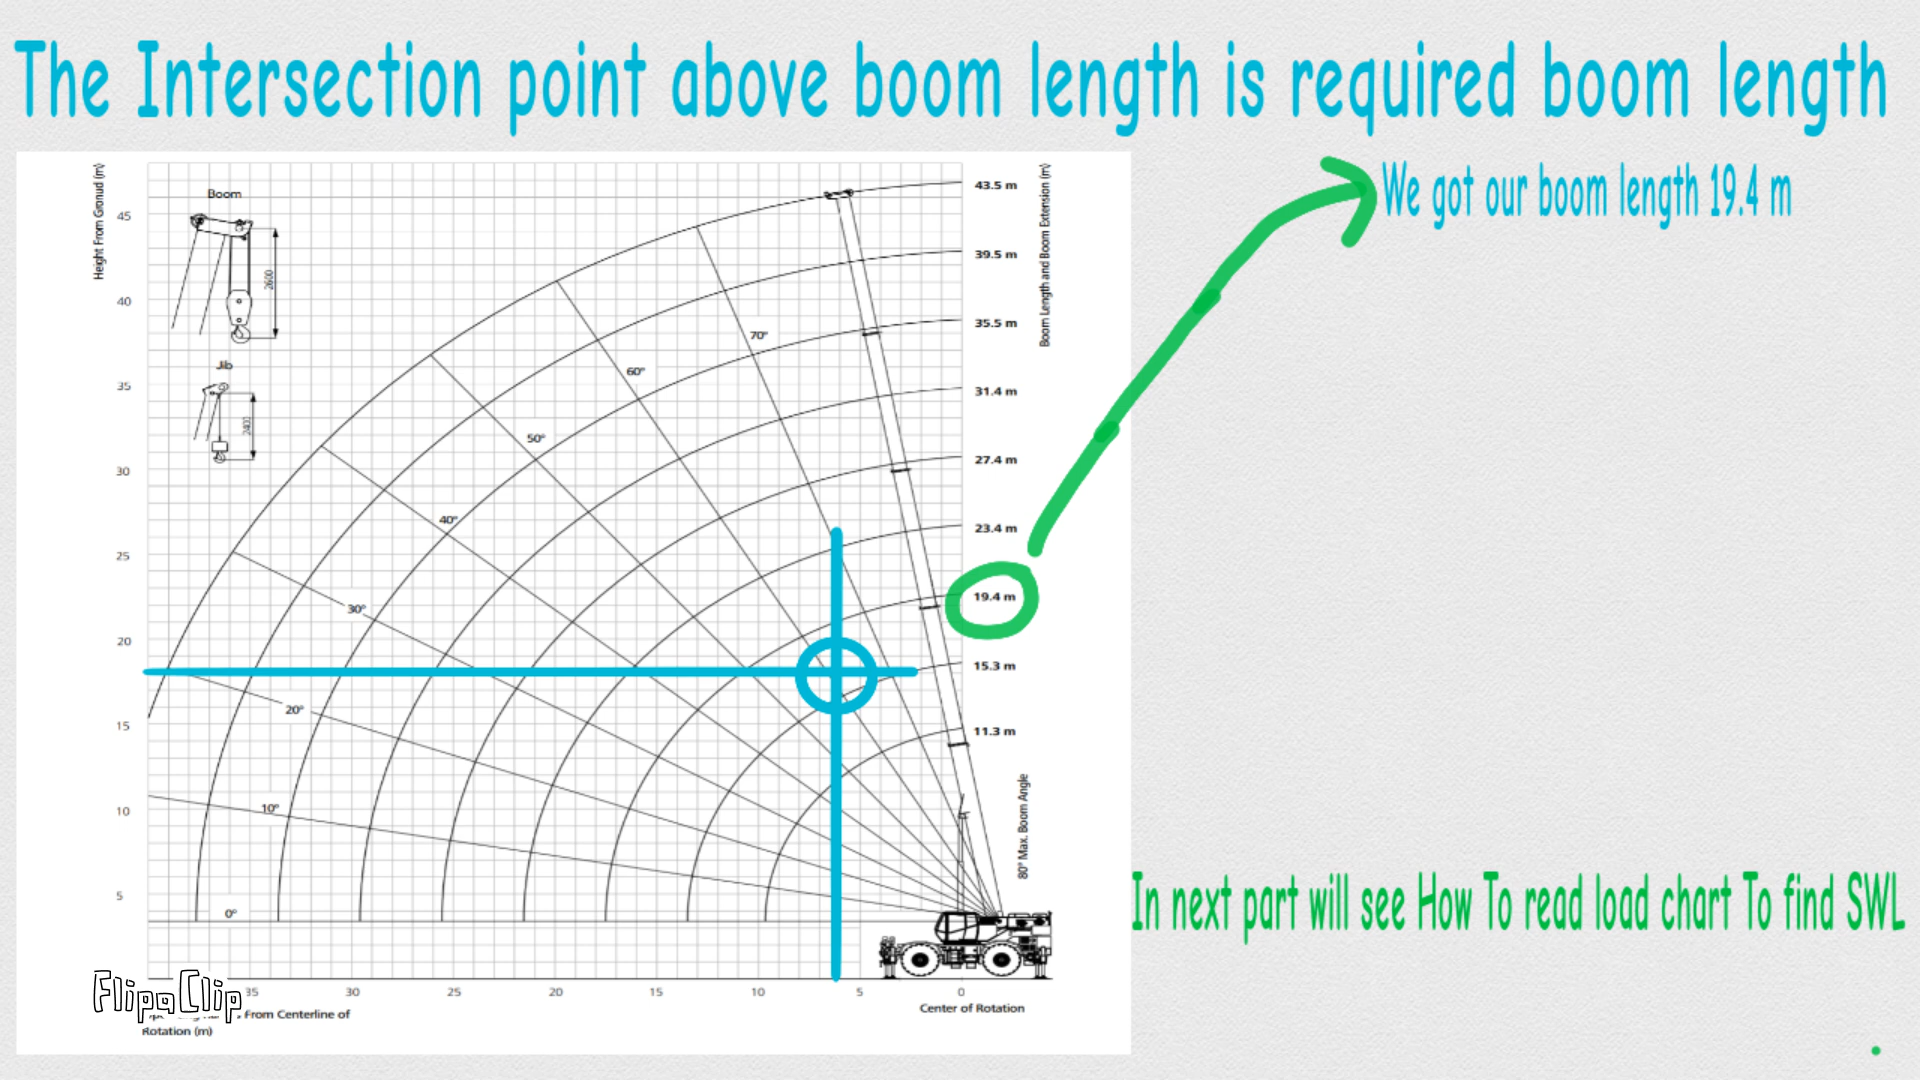 The Intersection point above boom length is required boom length
We got our boom length 19.4 m
Height From Gronud (m)
Boom
2600
Jib
2400
45
40
35
30
25
20
15
10
5
70°
60°
50°
40°
30°
20°
10°
0°
43.5 m
39.5 m
35.5 m
31.4 m
27.4 m
23.4 m
19.4 m
15.3 m
11.3 m
Boom Length and Boom Extension (m)
80° Max. Boom Angle
In next part will see How To read load chart To find SWL
FlipaClip
35 30 25 20 15 10 5 0
From Centerline of
Rotation (m)
Center of Rotation